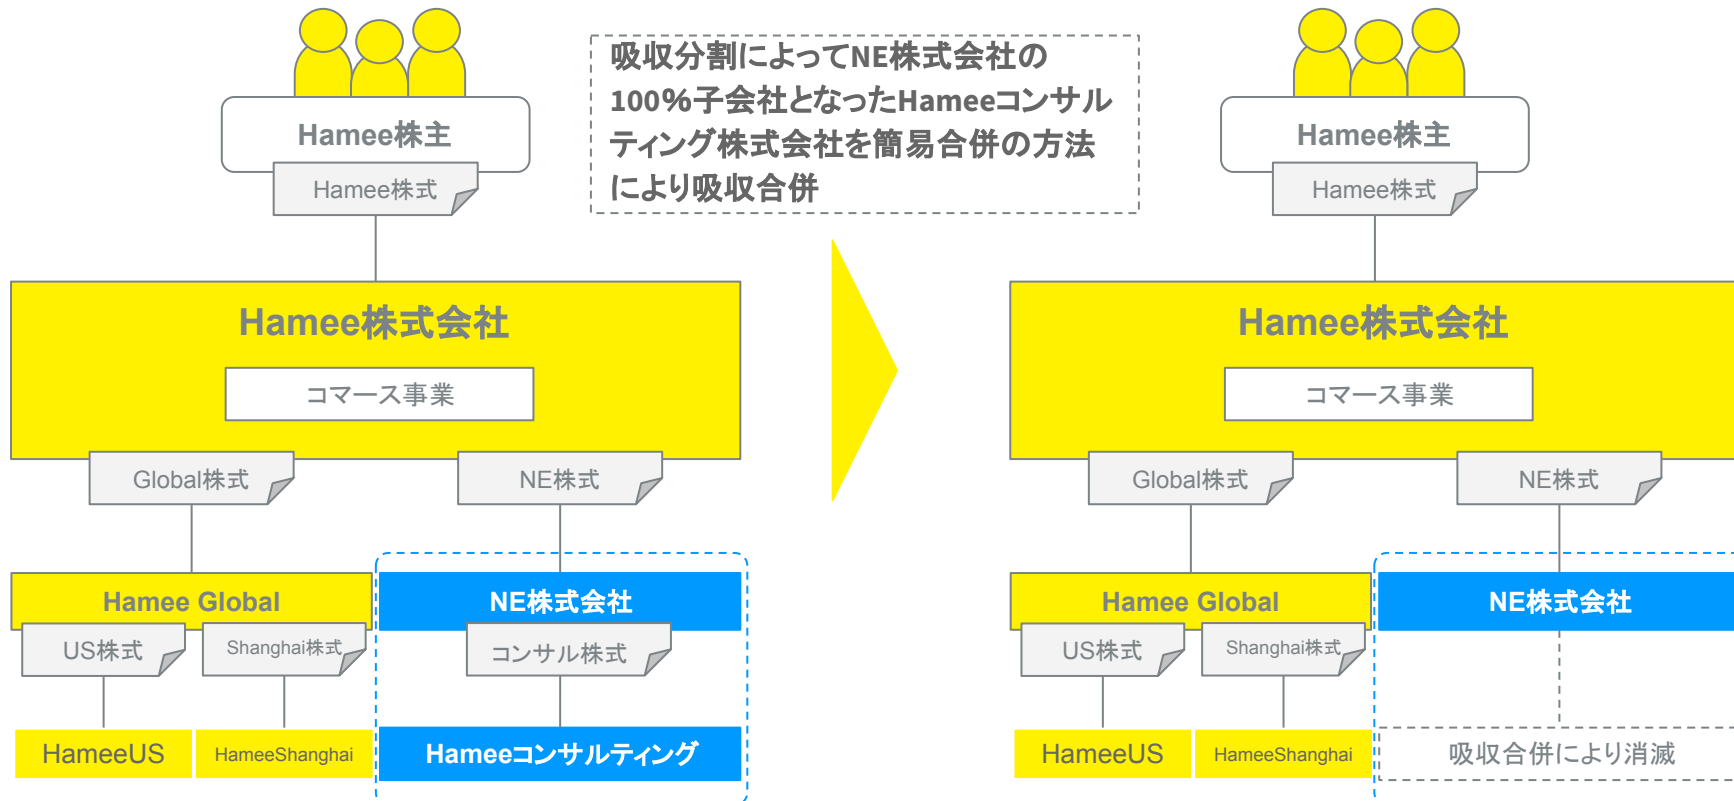 Hamee株主
Hamee株式
吸収分割によってNE株式会社の
100%子会社となったHameeコンサル
ティング株式会社を簡易合併の方法
により吸収合併
Hamee株式会社
コマース事業
Global株式
NE株式
Hamee Global
NE株式会社
US株式
Shanghai株式
コンサル株式
HameeUS
HameeShanghai
Hameeコンサルティング
Hamee株主
Hamee株式
Hamee株式会社
コマース事業
Global株式
NE株式
Hamee Global
NE株式会社
US株式
Shanghai株式
HameeUS
HameeShanghai
吸収合併により消滅